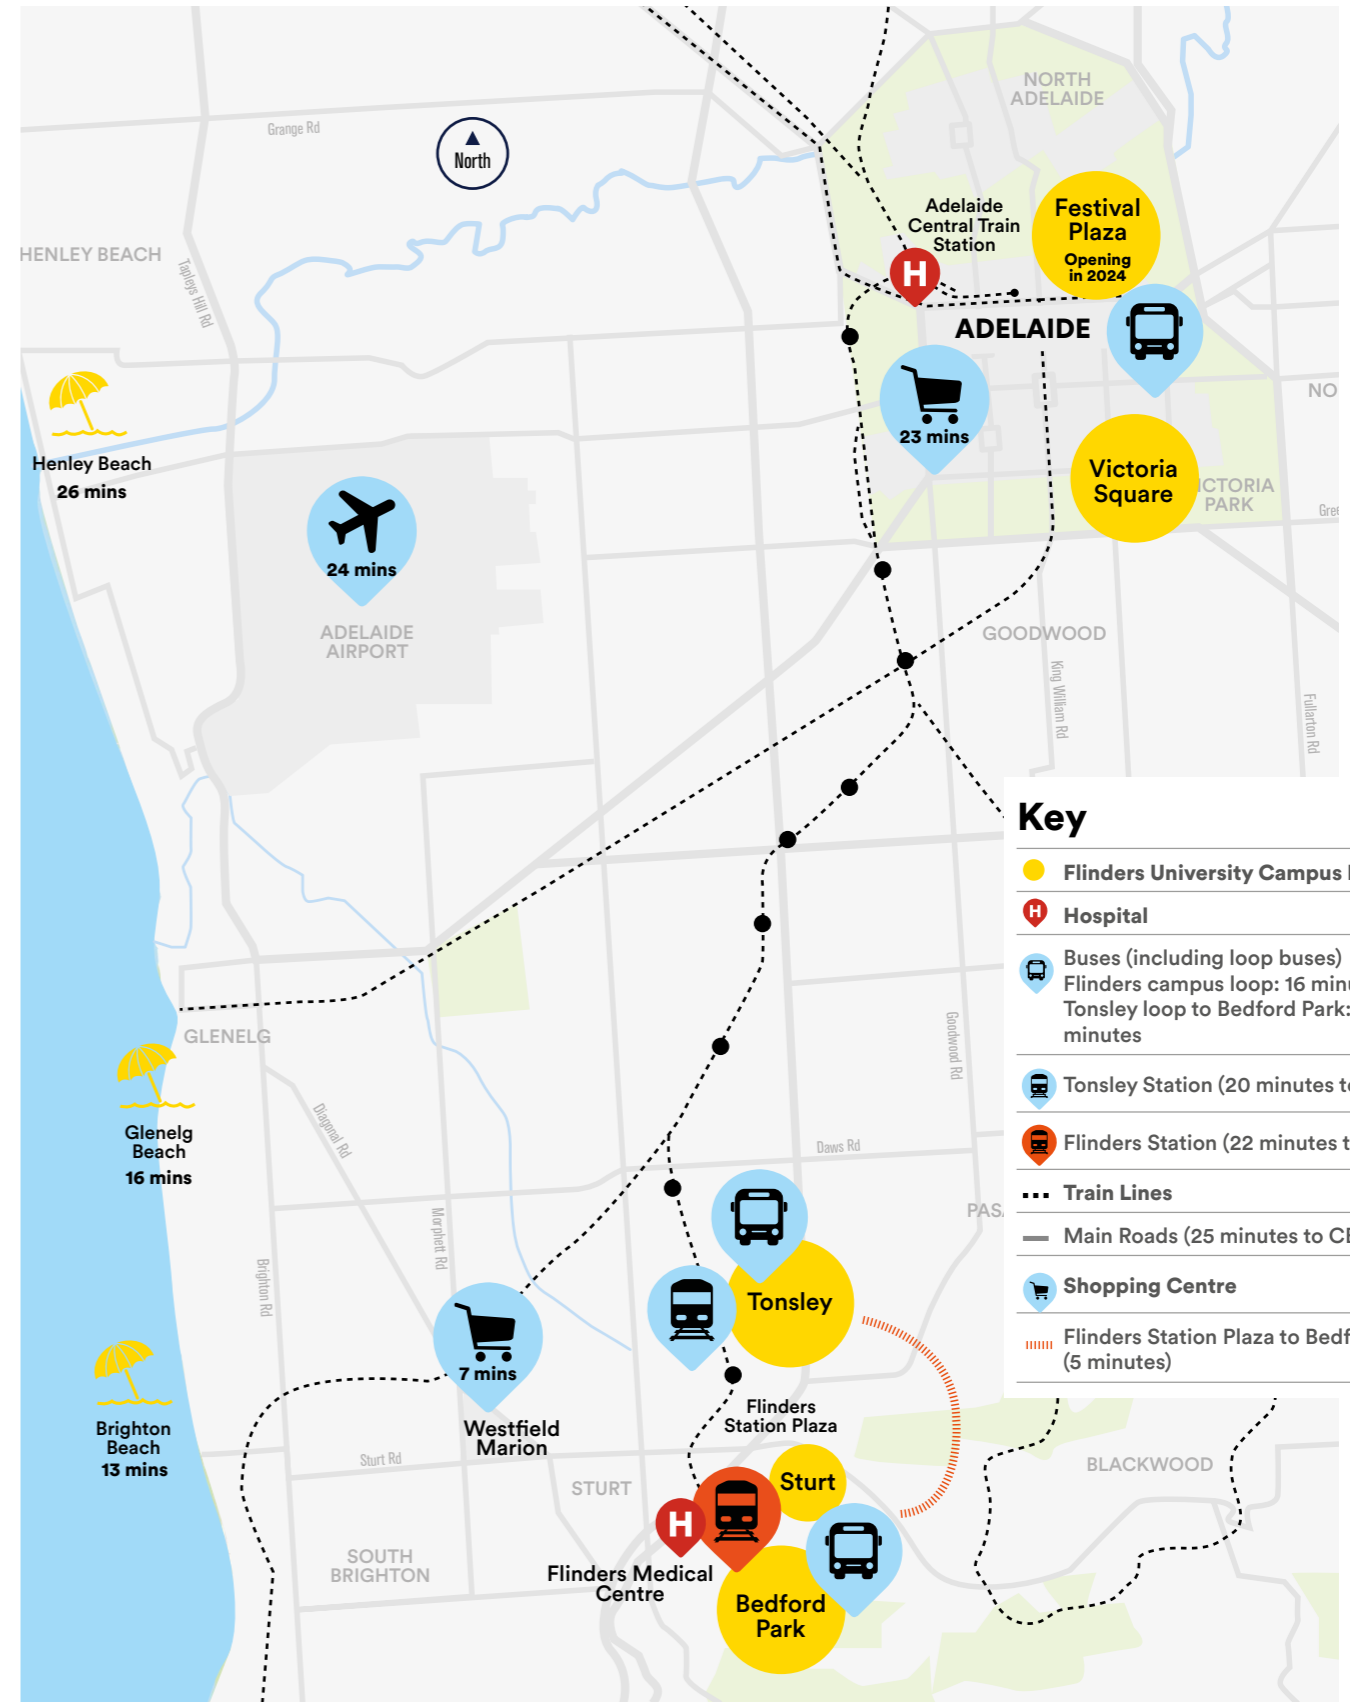 NORTH
ADELAIDE
Grange Rd
North
Adelaide
Central Train
Station
Festival
Plaza
Opening
in 2024
H
HENLEY BEACH
Tapleys Hill Rd
ADELAIDE
NO
23 mins
Henley Beach
26 mins
Victoria
Square
ICTORIA
PARK
Gree
24 mins
ADELAIDE
AIRPORT
GOODWOOD
King William Rd
Fullarton Rd
Key
Flinders University Campus
H
Hospital
Buses (including loop buses)
Flinders campus loop: 16 minu
Tonsley loop to Bedford Park:
minutes
Tonsley Station (20 minutes to
Flinders Station (22 minutes t
Train Lines
Main Roads (25 minutes to CB
Shopping Centre
Flinders Station Plaza to Bedf
(5 minutes)
GLENELG
Goodwood Rd
Glenelg
Beach
16 mins
Diagonal Rd
Daws Rd
PASA
Morphett Rd
Brighton Rd
Tonsley
7 mins
Westfield
Marion
Flinders
Station Plaza
Brighton
Beach
13 mins
Sturt Rd
STURT
Sturt
BLACKWOOD
H
SOUTH
BRIGHTON
Flinders Medical
Centre
Bedford
Park